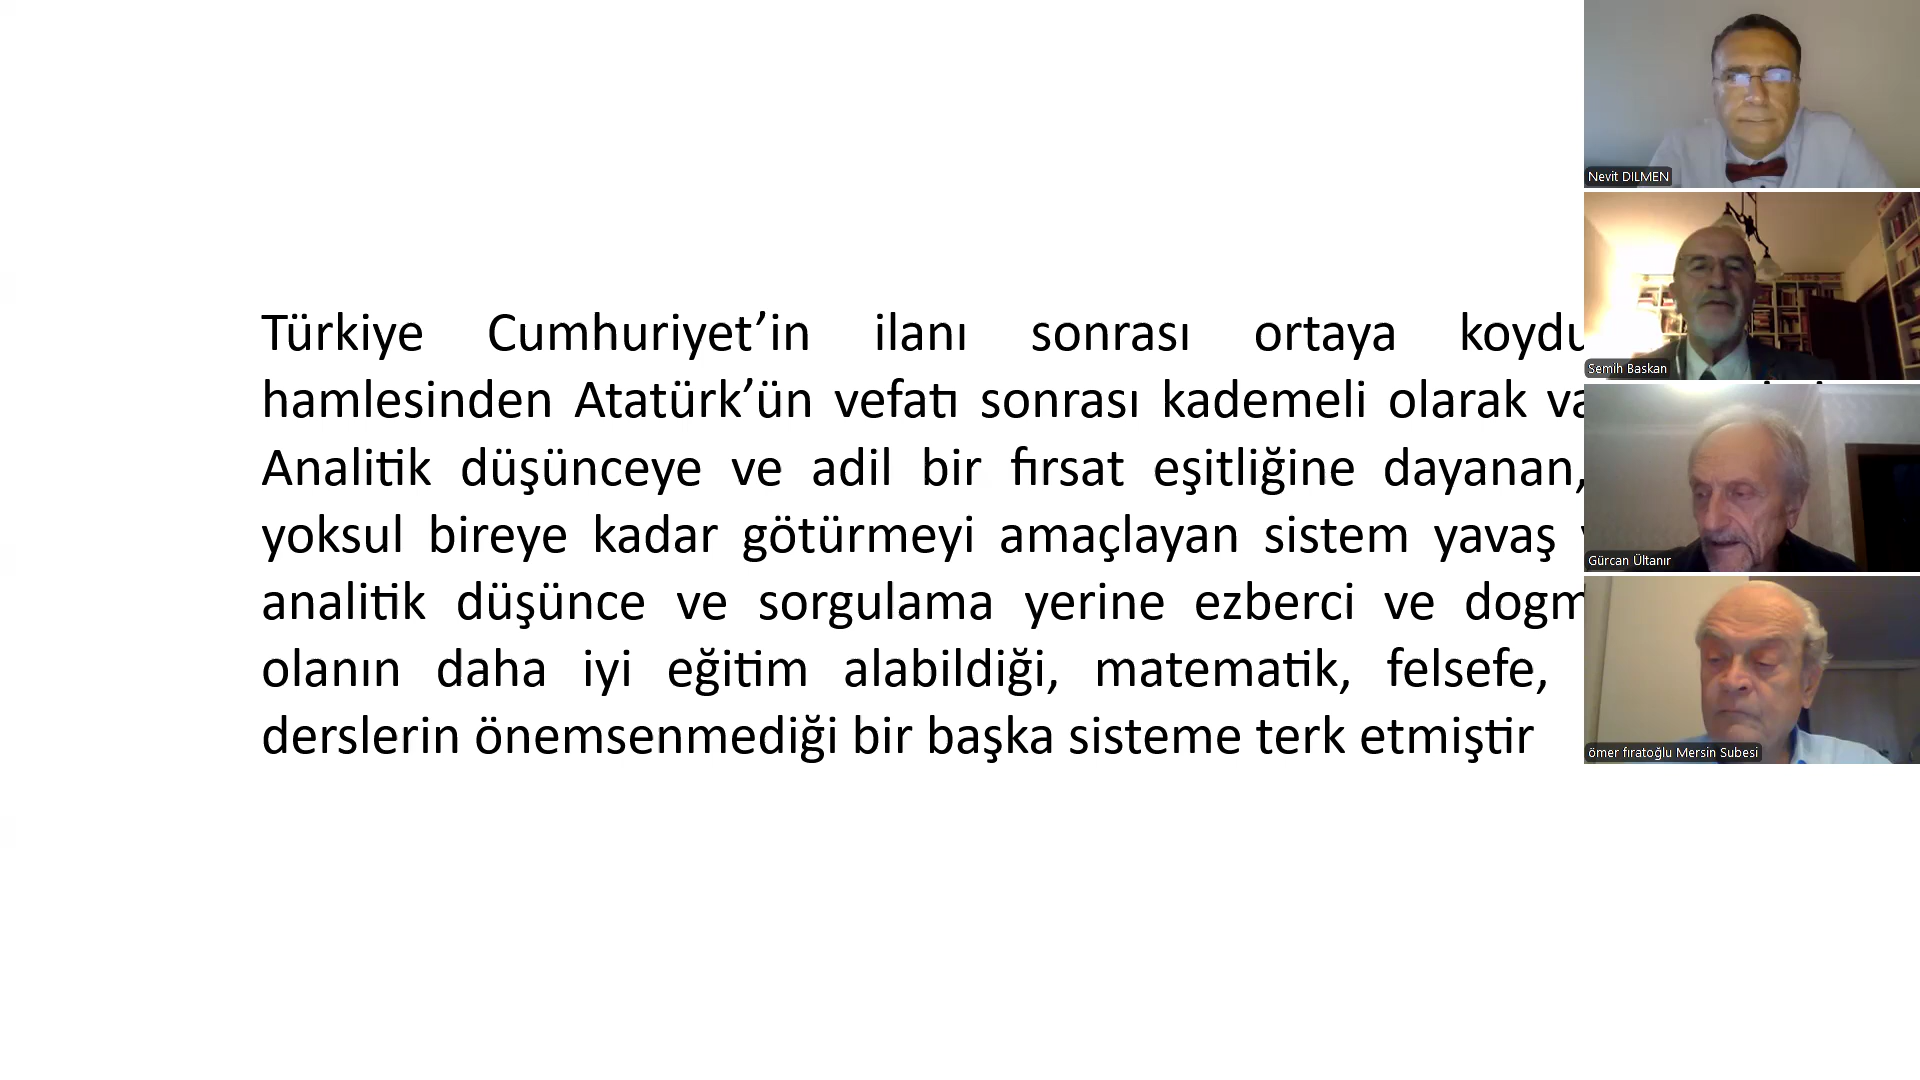 Türkiye Cumhuriyet’in ilanı sonrası ortaya
hamlesinden Atatürk’ün vefatı sonrası kademeli olarak
Analitik düşünceye ve adil bir fırsat eşitliğine dayanan,
yoksul bireye kadar götürmeyi amaçlayan sistem yavaş
analitik düşünce ve sorgulama yerine ezberci ve
olanın daha iyi eğitim alabildiği, matematik, felsefe,
derslerin önemsenmediği bir başka sisteme terk etmiştir
Nevit DILMEN
Semih Baskan
Gürcan Ültanır
ömer fıratoğlu Mersin Subesi